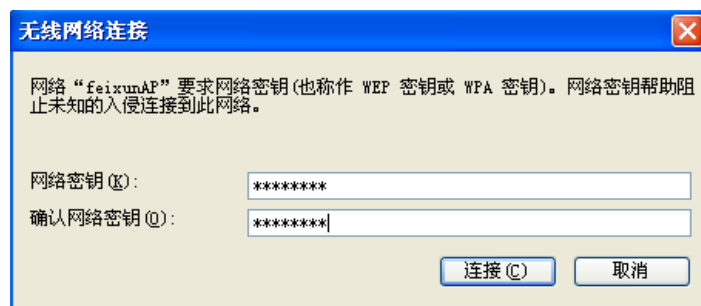 无线网络连接
网络“feixunAP”要求网络密钥(也称作 WEP 密钥或 WPA 密钥)。网络密钥帮助阻
止未知的入侵连接到此网络。
网络密钥(K): ********
确认网络密钥(O): ********
连接(C) 取消